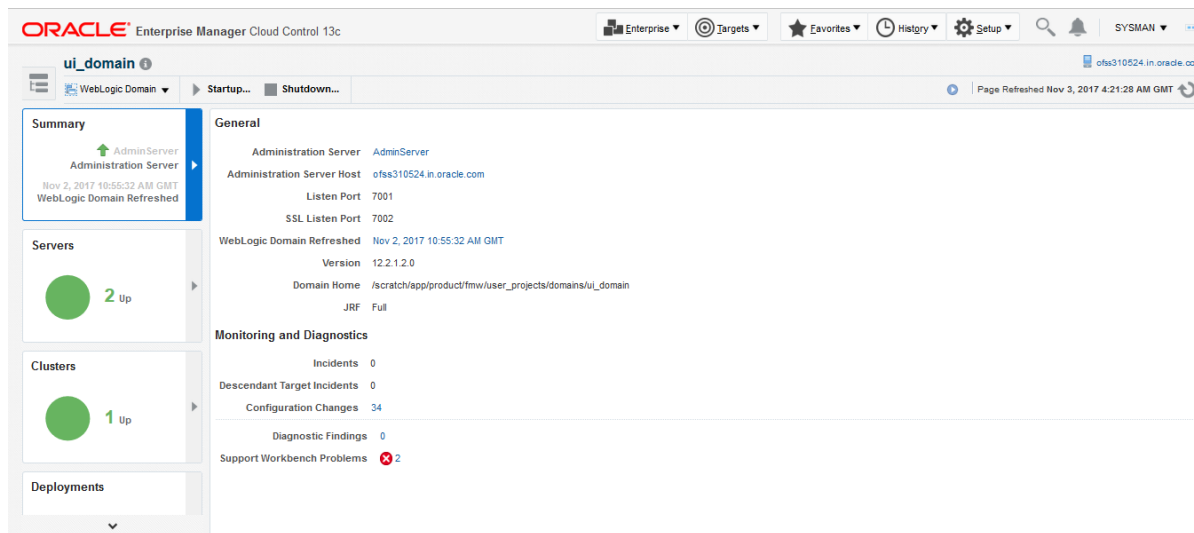 ORACLE Enterprise Manager Cloud Control 13c Enterprise Targets Favorites History Setup SYSMAN
ui_domain
WebLogic Domain Startup... Shutdown... Page Refreshed Nov 3, 2017 4:21:28 AM GMT
Summary
AdminServer
Administration Server
Nov 2, 2017 10:55:32 AM GMT
WebLogic Domain Refreshed
Servers
2 Up
Clusters
1 Up
Deployments
General
Administration Server AdminServer
Administration Server Host ofss310524.in.oracle.com
Listen Port 7001
SSL Listen Port 7002
WebLogic Domain Refreshed Nov 2, 2017 10:55:32 AM GMT
Version 12.2.1.2.0
Domain Home /scratch/app/product/fmw/user_projects/domains/ui_domain
JRF Full
Monitoring and Diagnostics
Incidents 0
Descendant Target Incidents 0
Configuration Changes 34
Diagnostic Findings 0
Support Workbench Problems 2